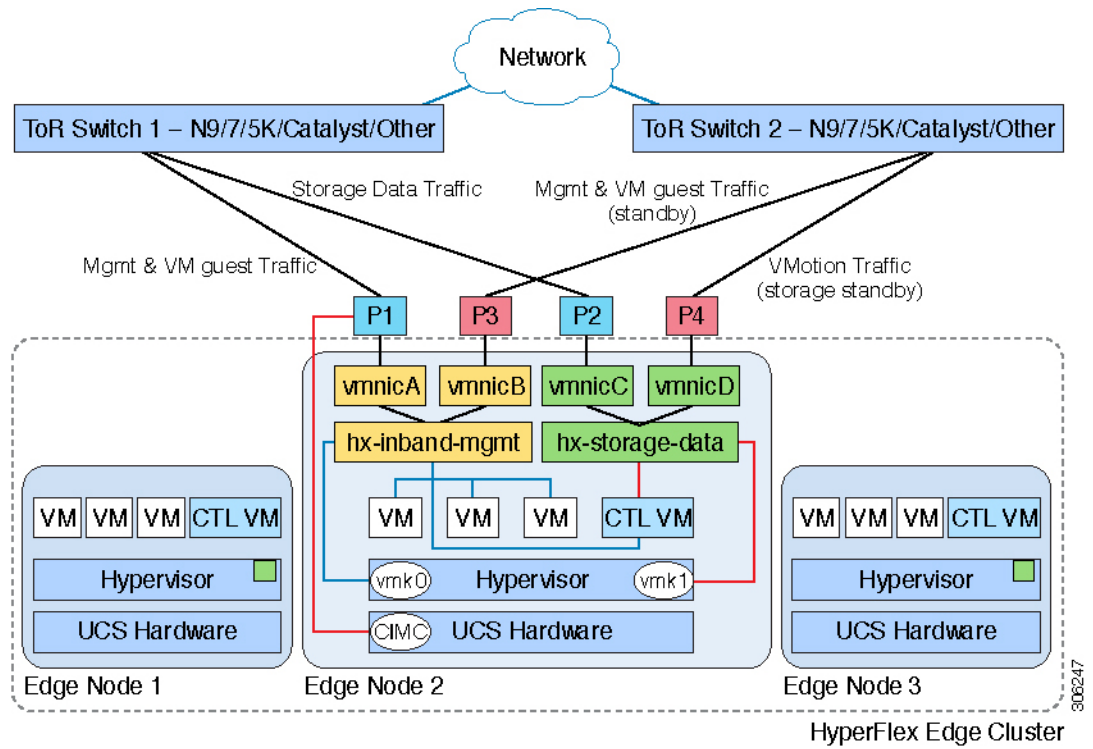 Network
ToR Switch 1 – N9/7/5K/Catalyst/Other
ToR Switch 2 – N9/7/5K/Catalyst/Other
Storage Data Traffic
Mgmt & VM guest Traffic
(standby)
Mgmt & VM guest Traffic
VMotion Traffic
(storage standby)
P1
P3
P2
P4
vmnicA
vmnicB
vmnicC
vmnicD
hx-inband-mgmt
hx-storage-data
VM
VM
VM
CTL VM
Hypervisor
UCS Hardware
Edge Node 1
VM
VM
VM
CTL VM
vmk0
Hypervisor
vmk1
CIMC
UCS Hardware
Edge Node 2
VM
VM
VM
CTL VM
Hypervisor
UCS Hardware
Edge Node 3
306247
HyperFlex Edge Cluster